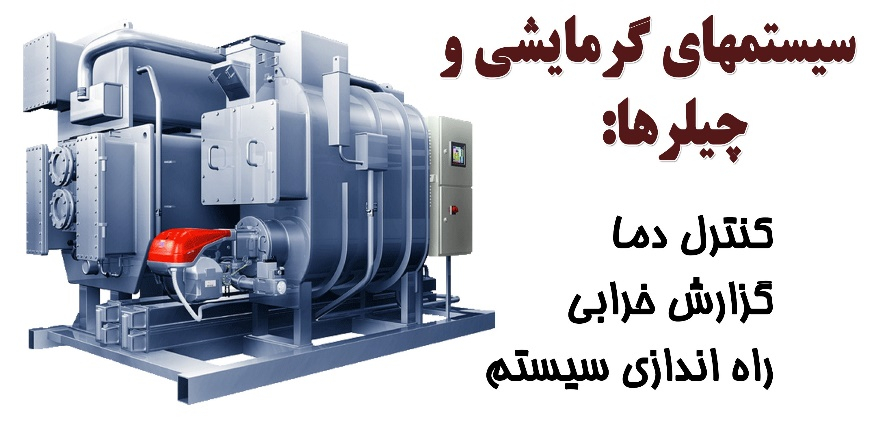 سیستمهای گرمایشی و
چیلرها:
کنترل دما
گزارش خرابی
راه اندازی سیستم